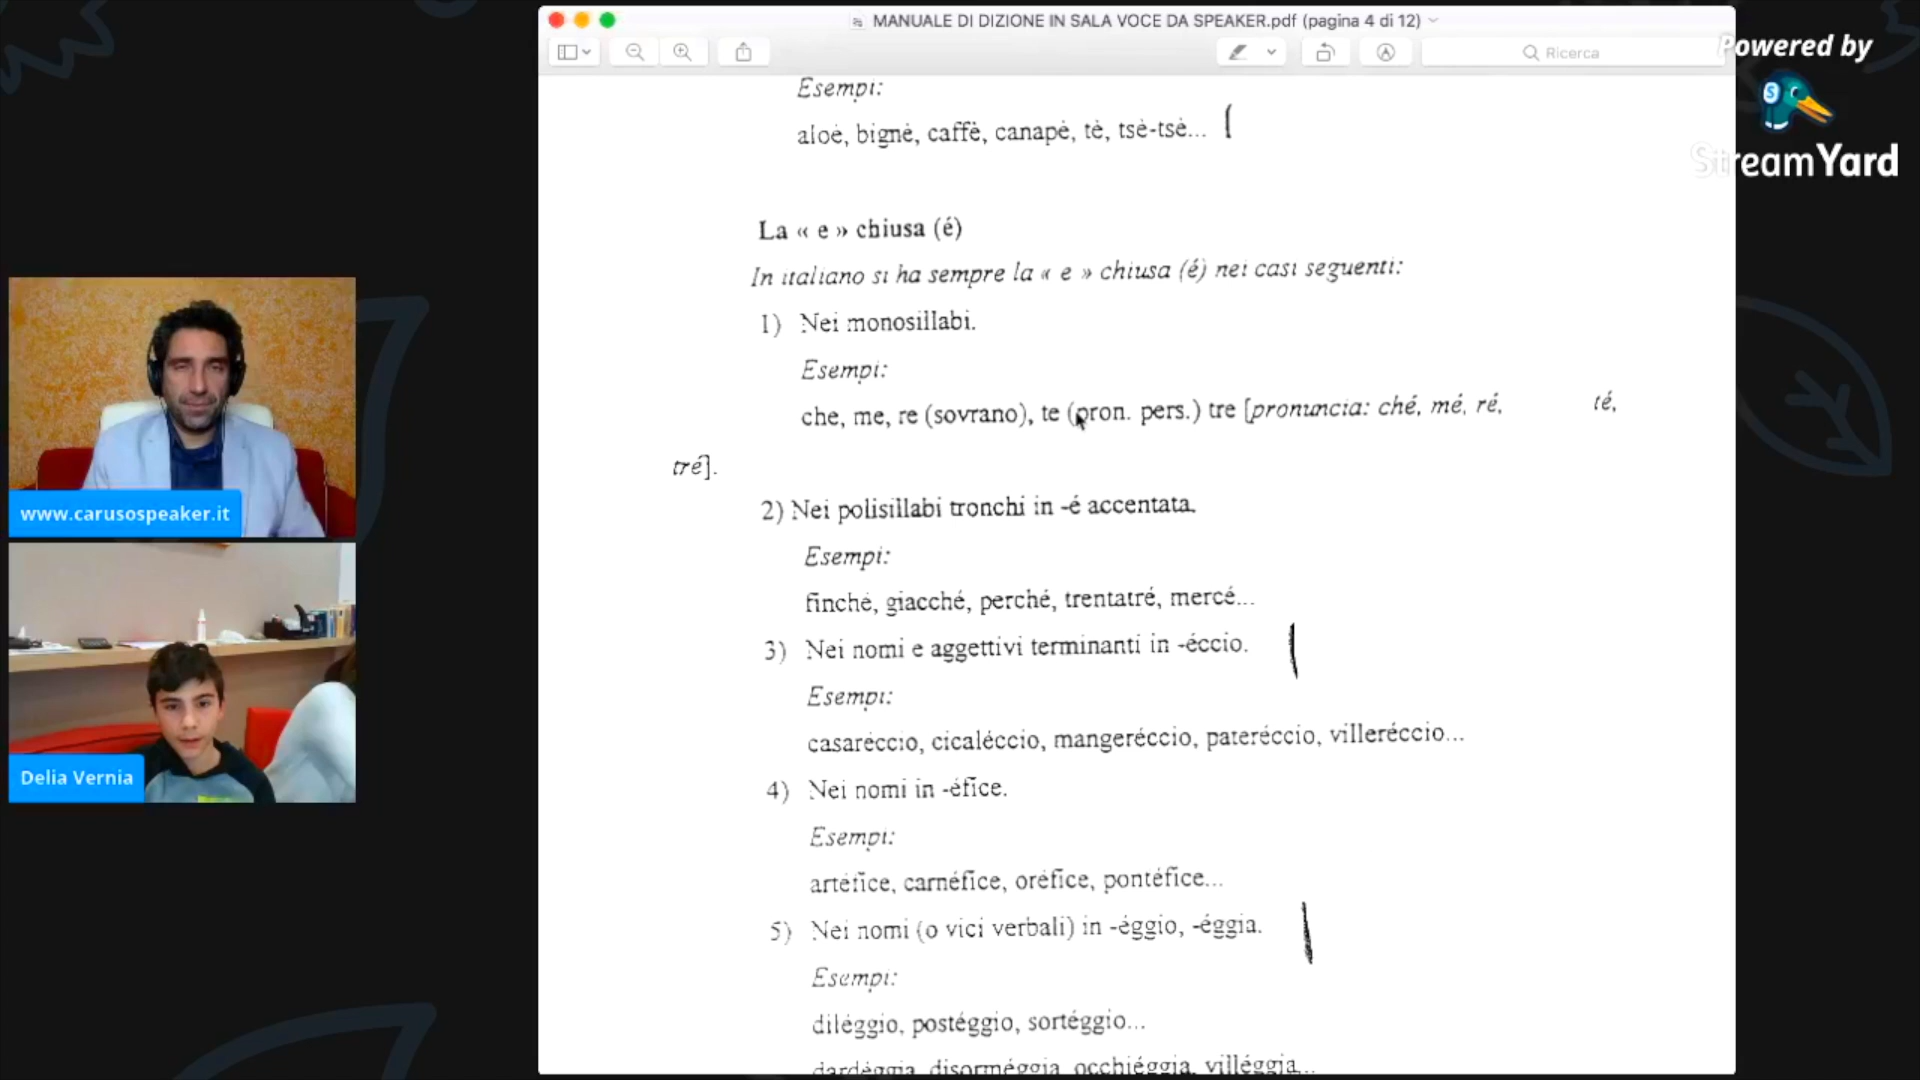 MANUALE DI DIZIONE IN SALA VOCE DA SPEAKER.pdf (pagina 4 di 12)
Ricerca
Powered by
StreamYard
Esempi:
aloè, bignè, caffè, canapè, tè, tsè-tsè...
La « e » chiusa (é)
In italiano si ha sempre la « e » chiusa (é) nei casi seguenti:
1) Nei monosillabi.
Esempi:
che, me, re (sovrano), te (pron. pers.) tre [pronuncia: ché, mé, ré, té,
tré].
2) Nei polisillabi tronchi in -é accentata.
Esempi:
finché, giacché, perché, trentatré, mercé...
3) Nei nomi e aggettivi terminanti in -éccio.
Esempi:
casaréccio, cicaléccio, mangeréccio, pateréccio, villeréccio...
4) Nei nomi in -éfice.
Esempi:
artéfice, carnéfice, oréfice, pontéfice...
5) Nei nomi (o vici verbali) in -éggio, -éggia.
Esempi:
diléggio, postéggio, sortéggio...
dardéggia, disorméggia, occhiéggia, villéggia...
www.carusospeaker.it
Delia Vernia